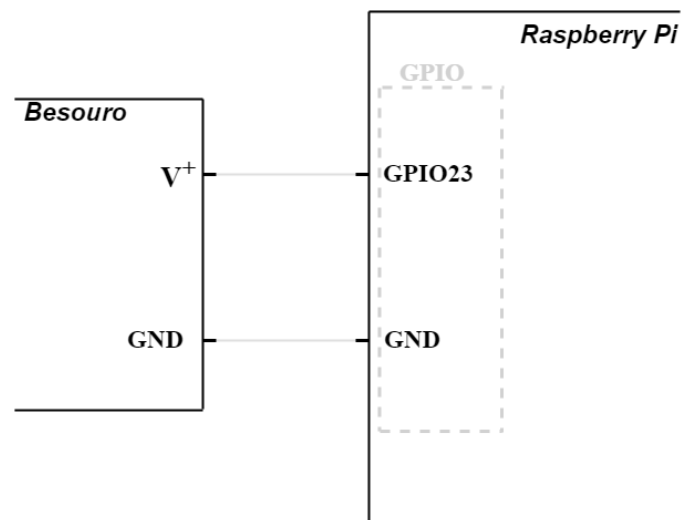 Raspberry Pi
GPIO
Besouro
V⁺
GPIO23
GND
GND